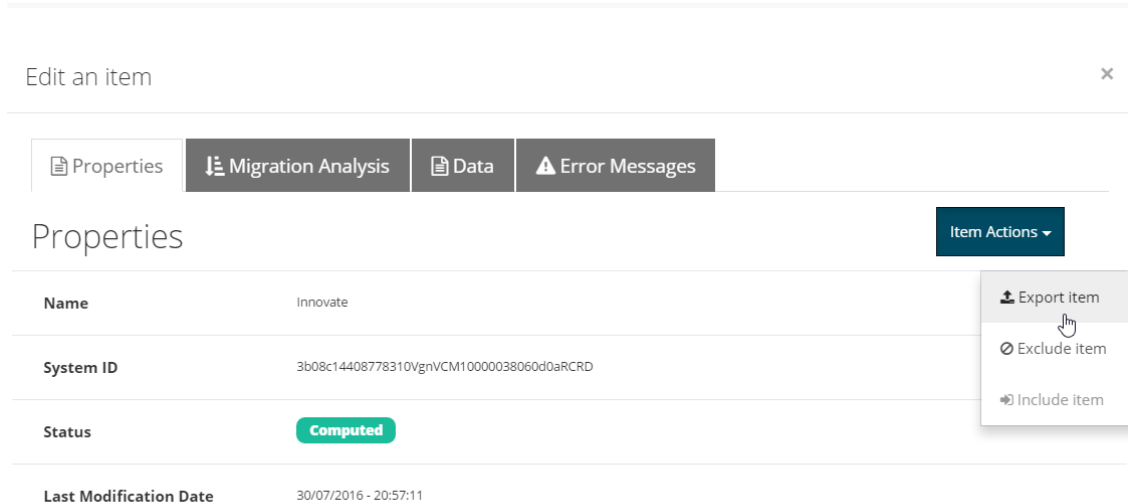 Edit an item
×
Properties Migration Analysis Data Error Messages
Properties
Item Actions
Name Innovate
Export item
Exclude item
System ID 3b08c14408778310VgnVCM10000038060d0aRCRD
Include item
Status Computed
Last Modification Date 30/07/2016 - 20:57:11